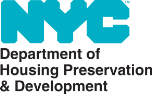 NYC
Department of
Housing Preservation
& Development